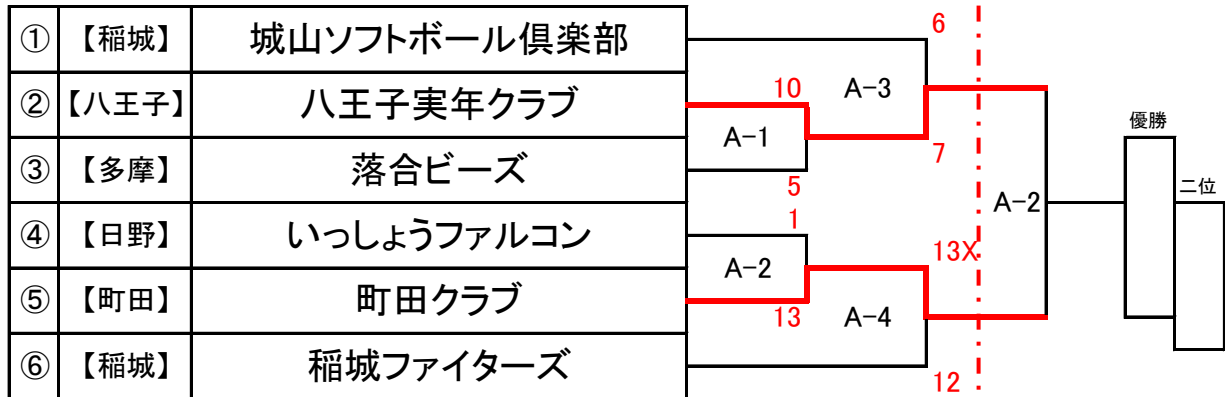 ① 【稲城】 城山ソフトボール倶楽部 6
② 【八王子】 八王子実年クラブ 10 A-3
A-1 7 優勝
③ 【多摩】 落合ビーズ 5 二位
④ 【日野】 いっしょうファルコン 1 A-2
A-2 13X
⑤ 【町田】 町田クラブ 13 A-4
⑥ 【稲城】 稲城ファイターズ 12